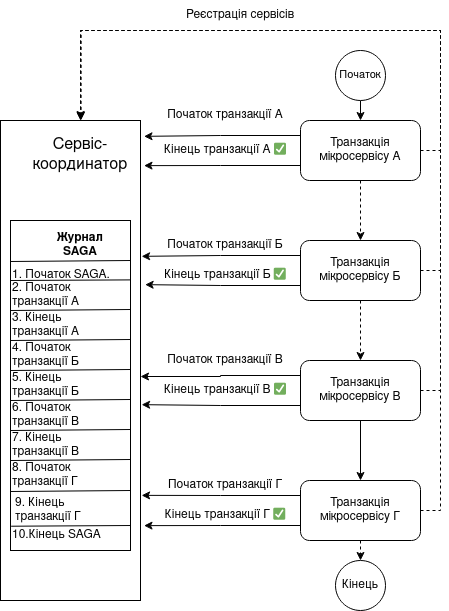 Реєстрація сервісів
Початок
Початок транзакції А
Кінець транзакції А ✅
Транзакція
мікросервісу А
Сервіс-
координатор
Журнал
SAGA
1. Початок SAGA.
2. Початок
транзакції А
3. Кінець
транзакції А
4. Початок
транзакції Б
5. Кінець
транзакції Б
6. Початок
транзакції В
7. Кінець
транзакції В
8. Початок
транзакції Г
9. Кінець
транзакції Г
10.Кінець SAGA
Початок транзакції Б
Кінець транзакції Б ✅
Транзакція
мікросервісу Б
Початок транзакції В
Кінець транзакції В ✅
Транзакція
мікросервісу В
Початок транзакції Г
Кінець транзакції Г ✅
Транзакція
мікросервісу Г
Кінець